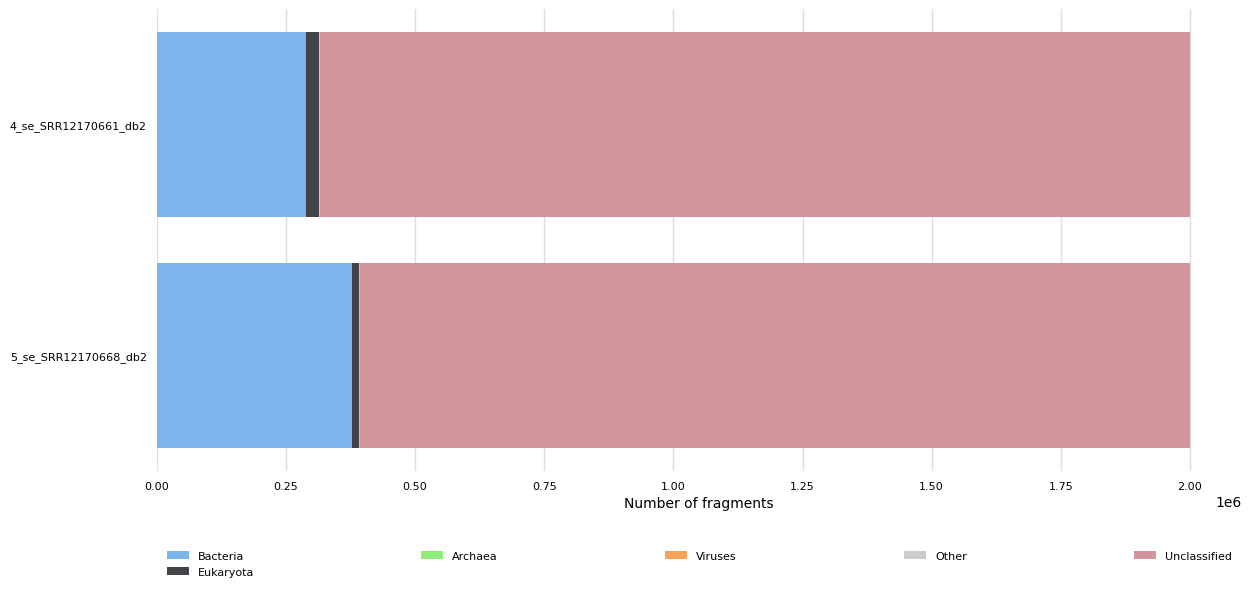 4_se_SRR12170661_db2
5_se_SRR12170668_db2
0.00 0.25 0.50 0.75 1.00 1.25 1.50 1.75 2.00
1e6
Number of fragments
Bacteria Archaea Viruses Other Unclassified
Eukaryota